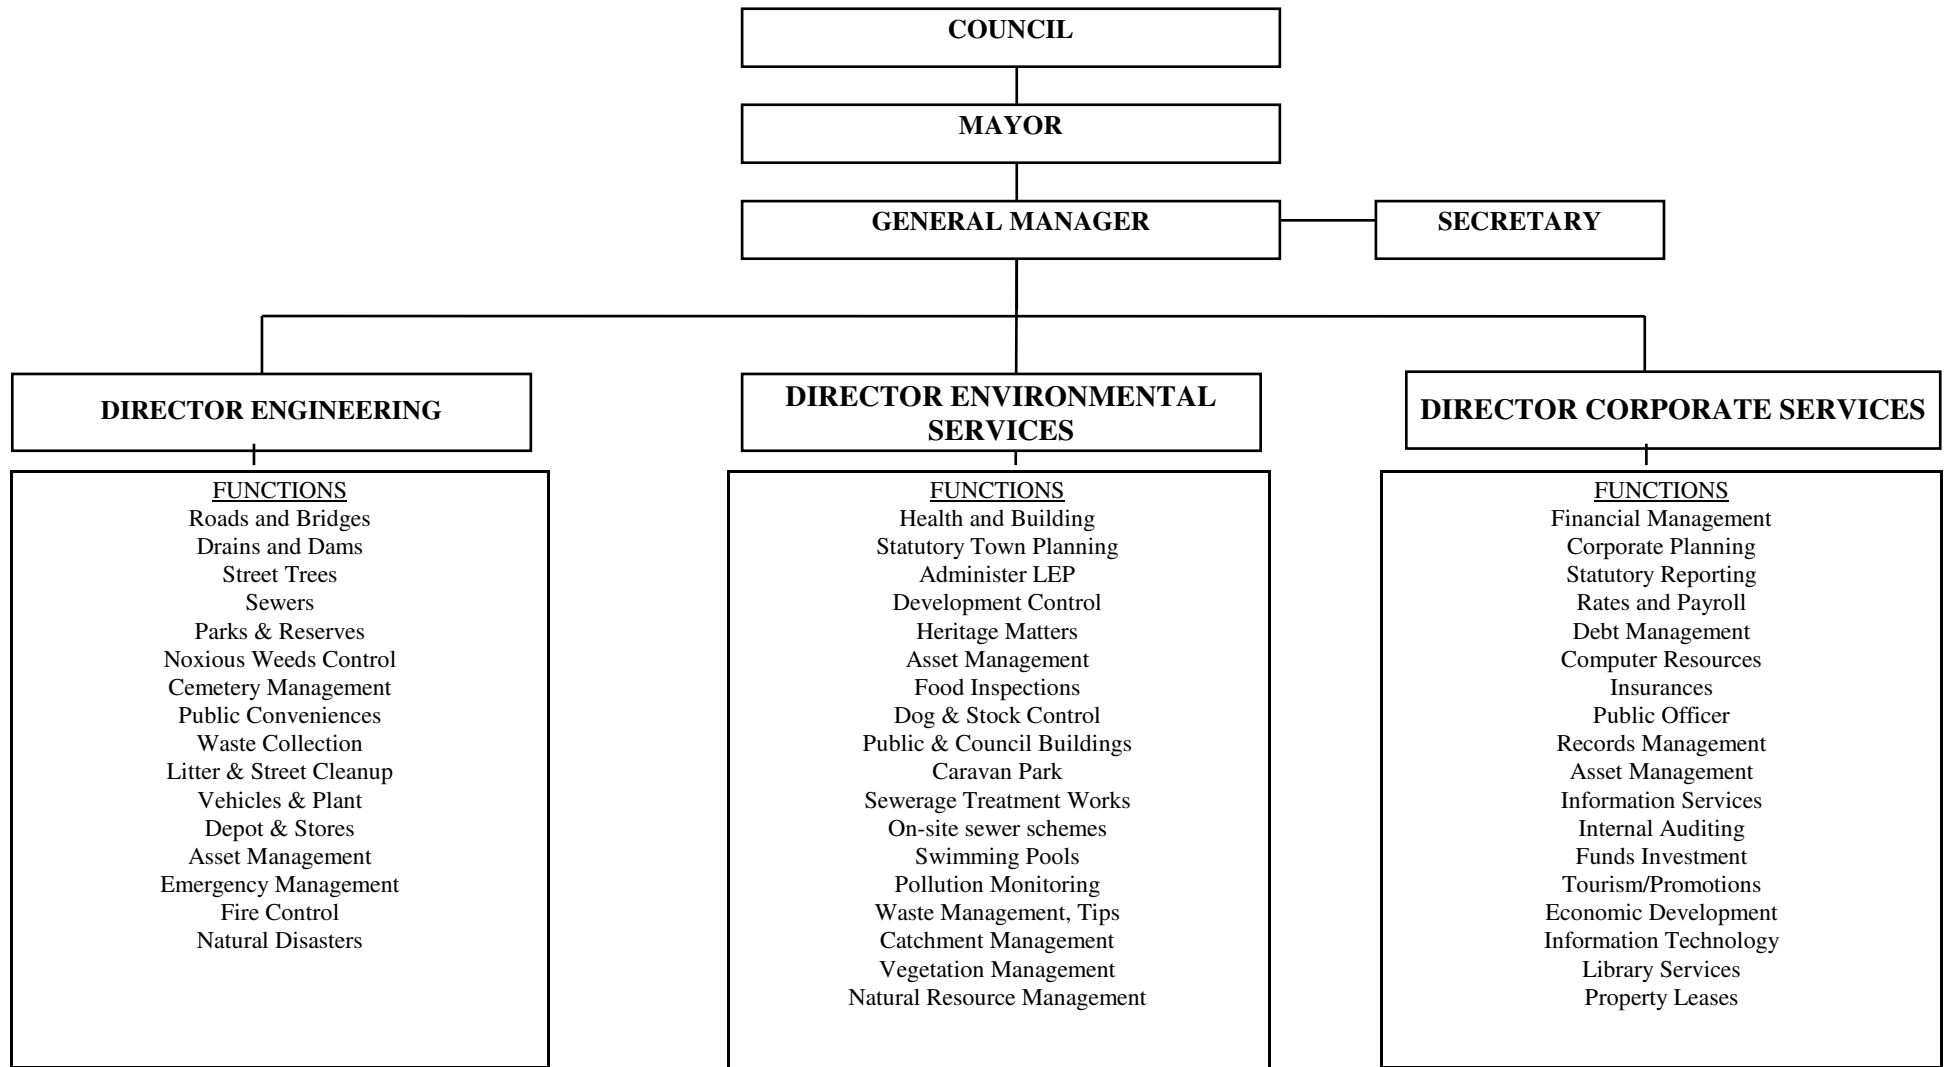 COUNCIL
MAYOR
GENERAL MANAGER
SECRETARY
DIRECTOR ENGINEERING
FUNCTIONS
Roads and Bridges
Drains and Dams
Street Trees
Sewers
Parks & Reserves
Noxious Weeds Control
Cemetery Management
Public Conveniences
Waste Collection
Litter & Street Cleanup
Vehicles & Plant
Depot & Stores
Asset Management
Emergency Management
Fire Control
Natural Disasters
DIRECTOR ENVIRONMENTAL
SERVICES
FUNCTIONS
Health and Building
Statutory Town Planning
Administer LEP
Development Control
Heritage Matters
Asset Management
Food Inspections
Dog & Stock Control
Public & Council Buildings
Caravan Park
Sewerage Treatment Works
On-site sewer schemes
Swimming Pools
Pollution Monitoring
Waste Management, Tips
Catchment Management
Vegetation Management
Natural Resource Management
DIRECTOR CORPORATE SERVICES
FUNCTIONS
Financial Management
Corporate Planning
Statutory Reporting
Rates and Payroll
Debt Management
Computer Resources
Insurances
Public Officer
Records Management
Asset Management
Information Services
Internal Auditing
Funds Investment
Tourism/Promotions
Economic Development
Information Technology
Library Services
Property Leases